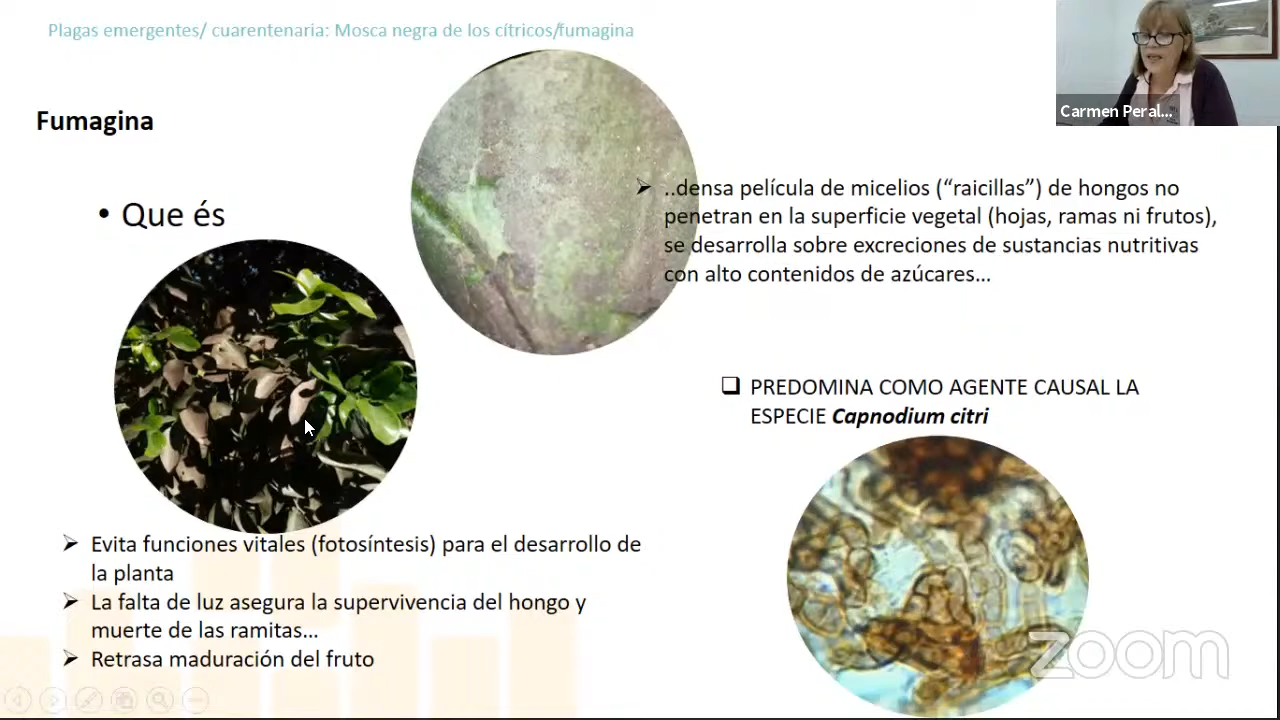 Plagas emergentes/ cuarentenaria: Mosca negra de los cítricos/fumagina
Carmen Peral...
Fumagina
• Que és
..densa película de micelios (“raicillas”) de hongos no
penetran en la superficie vegetal (hojas, ramas ni frutos),
se desarrolla sobre excreciones de sustancias nutritivas
con alto contenidos de azúcares...
PREDOMINA COMO AGENTE CAUSAL LA
ESPECIE Capnodium citri
Evita funciones vitales (fotosíntesis) para el desarrollo de
la planta
La falta de luz asegura la supervivencia del hongo y
muerte de las ramitas...
Retrasa maduración del fruto
zoom